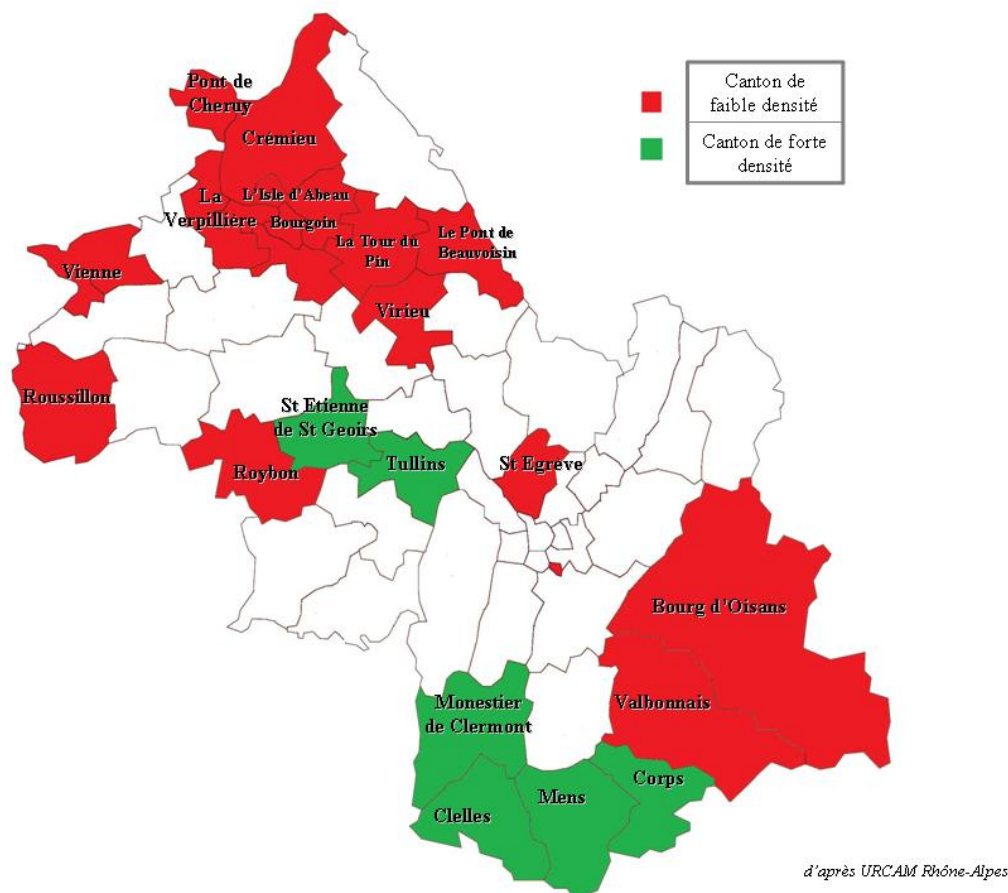 Pont de
Cheruy
Crémieu
Canton de
faible densité
Canton de forte
densité
L'Isle d'Abeau
La
Verpillière
Bourgoin
La Tour du
Pin
Le Pont de
Beauvoisin
Vienne
Virieu
Roussillon
St Etienne
de St Geoirs
Tullins
St Egrève
Roybon
Bourg d'Oisans
Monestier
de Clermont
Valbonnais
Corps
Mens
Clelles
d'après URCAM Rhône-Alpes